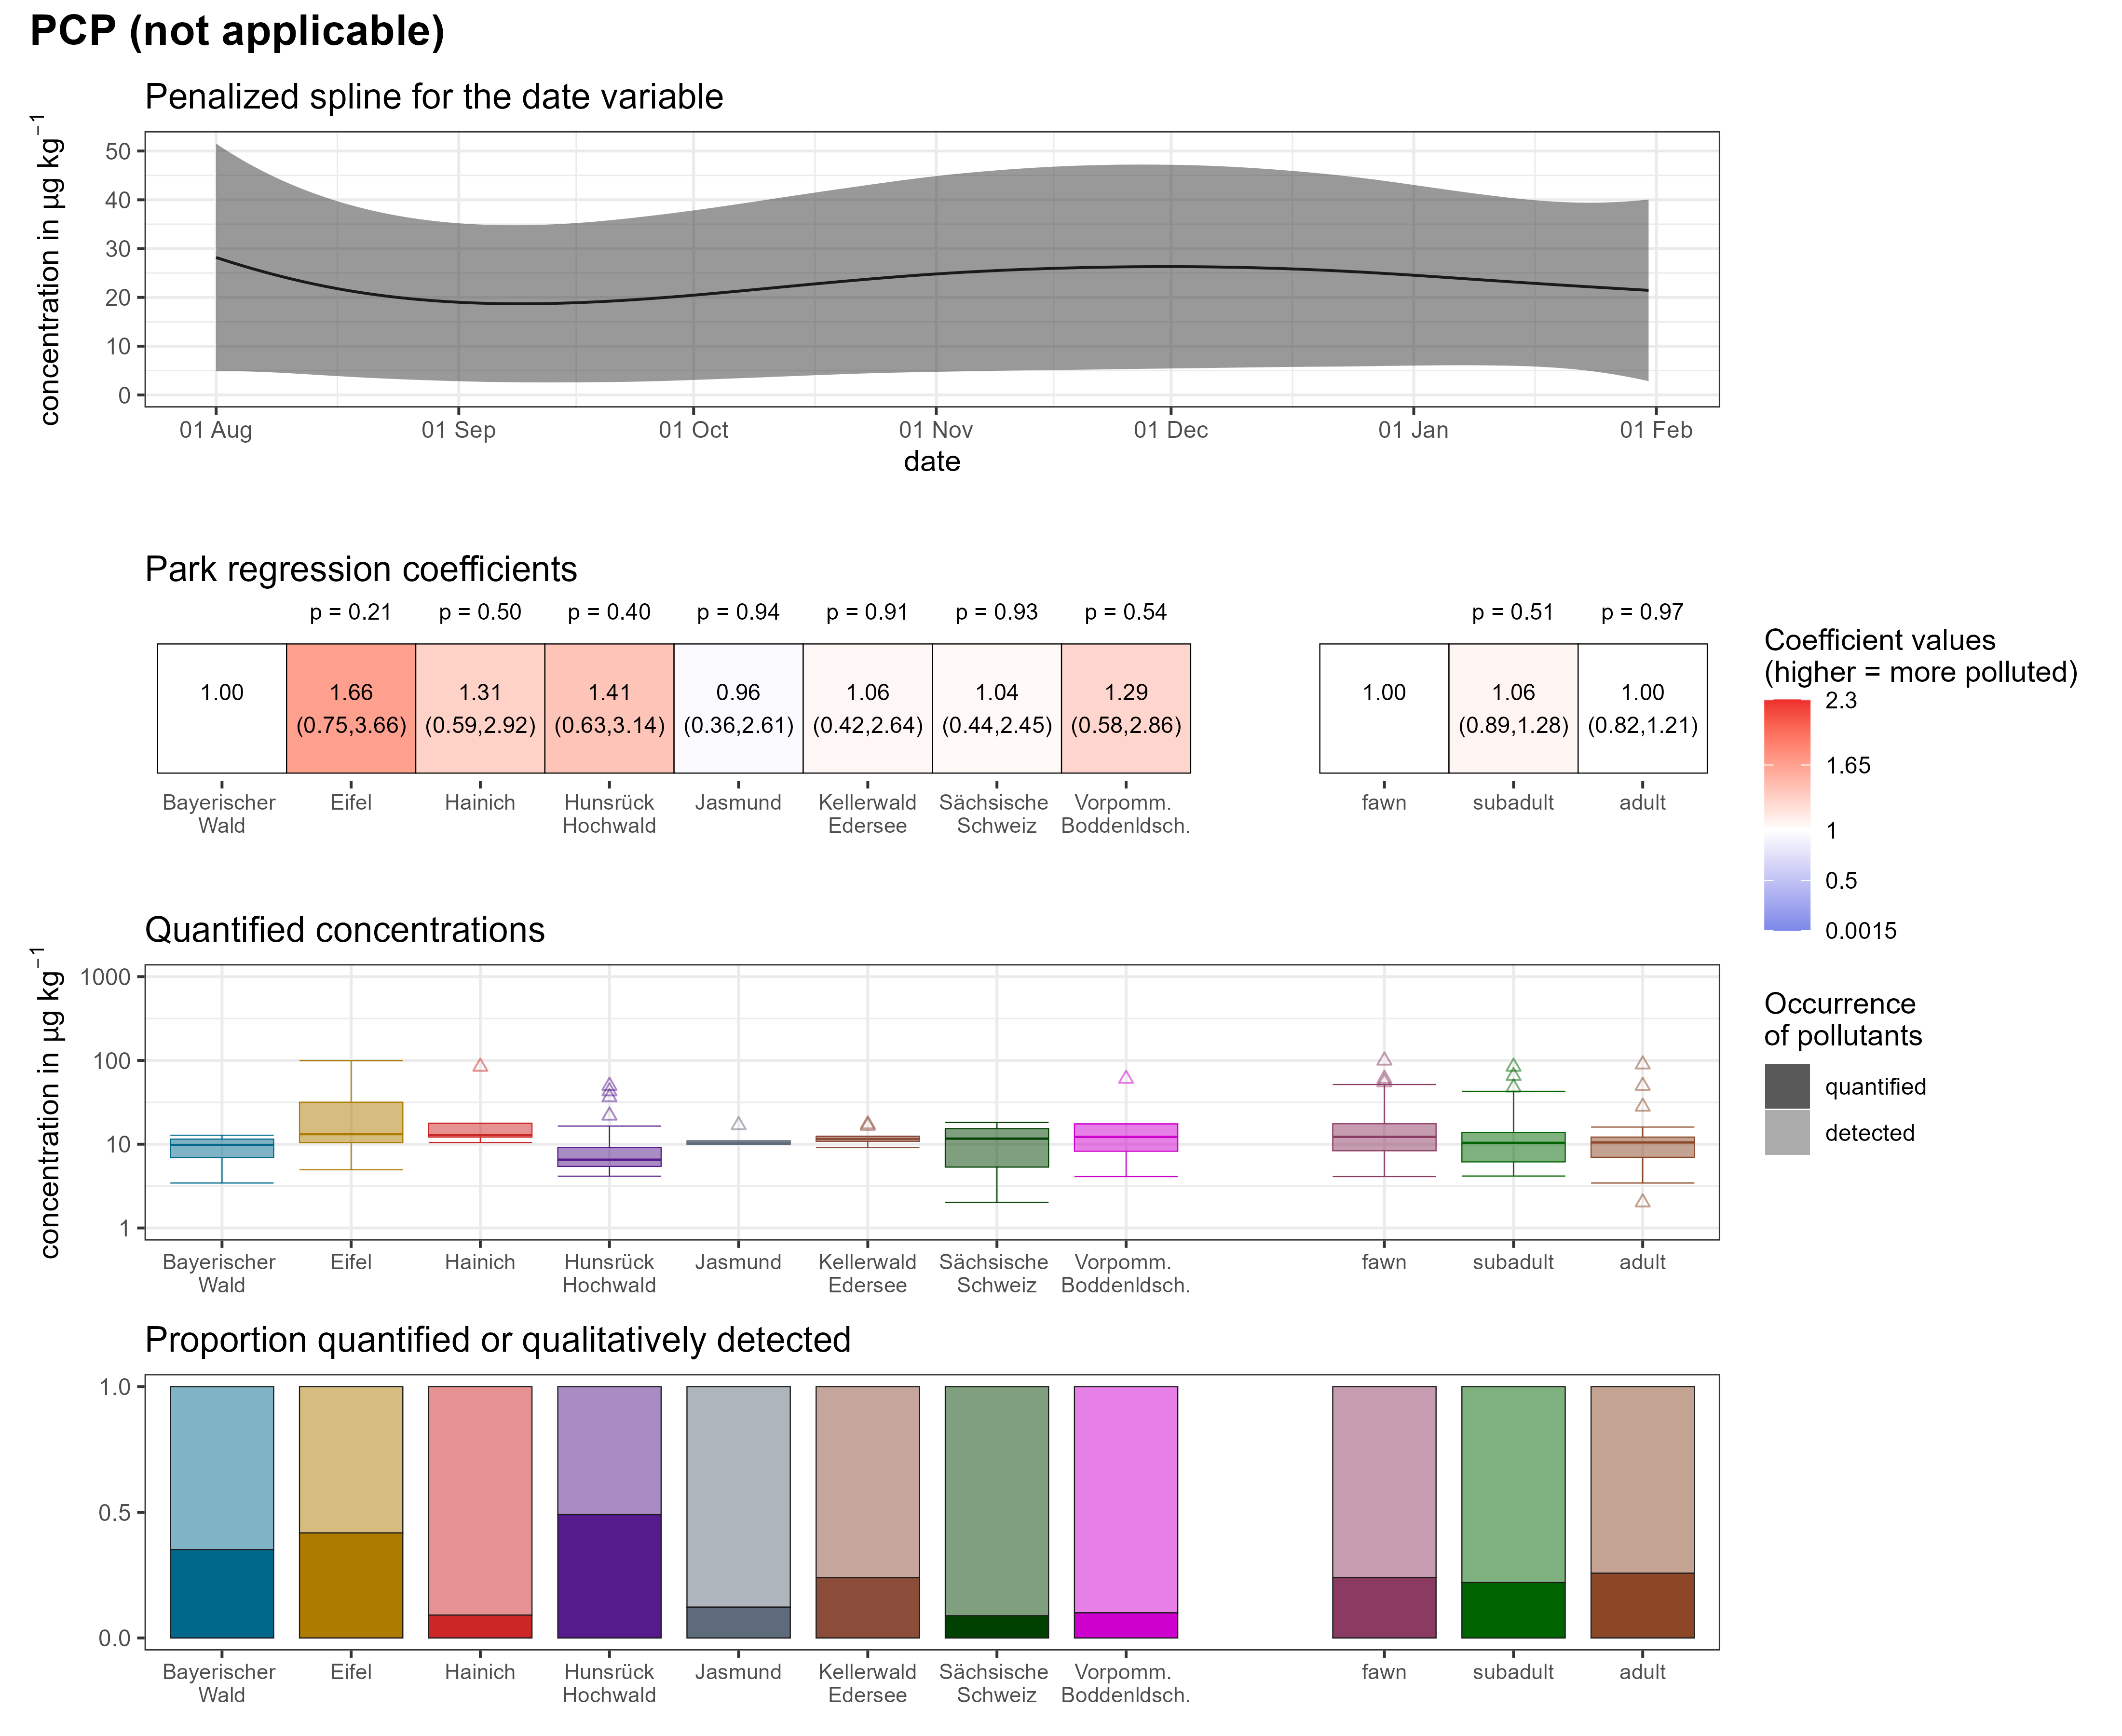 PCP (not applicable)
Penalized spline for the date variable
concentration in µg kg⁻¹
50
40
30
20
10
0
01 Aug 01 Sep 01 Oct 01 Nov 01 Dec 01 Jan 01 Feb
date
Park regression coefficients
p = 0.21 p = 0.50 p = 0.40 p = 0.94 p = 0.91 p = 0.93 p = 0.54 p = 0.51 p = 0.97
1.00 1.66 1.31 1.41 0.96 1.06 1.04 1.29 1.00 1.06 1.00
(0.75,3.66) (0.59,2.92) (0.63,3.14) (0.36,2.61) (0.42,2.64) (0.44,2.45) (0.58,2.86) (0.89,1.28) (0.82,1.21)
Bayerischer Eifel Hainich Hunsrück Jasmund Kellerwald Sächsische Vorpomm. fawn subadult adult
Wald Hochwald Edersee Schweiz Boddenldsch.
Coefficient values
(higher = more polluted)
2.3
1.65
1
0.5
0.0015
Quantified concentrations
concentration in µg kg⁻¹
1000
100
10
1
Bayerischer Eifel Hainich Hunsrück Jasmund Kellerwald Sächsische Vorpomm. fawn subadult adult
Wald Hochwald Edersee Schweiz Boddenldsch.
Occurrence
of pollutants
quantified
detected
Proportion quantified or qualitatively detected
1.0
0.5
0.0
Bayerischer Eifel Hainich Hunsrück Jasmund Kellerwald Sächsische Vorpomm. fawn subadult adult
Wald Hochwald Edersee Schweiz Boddenldsch.